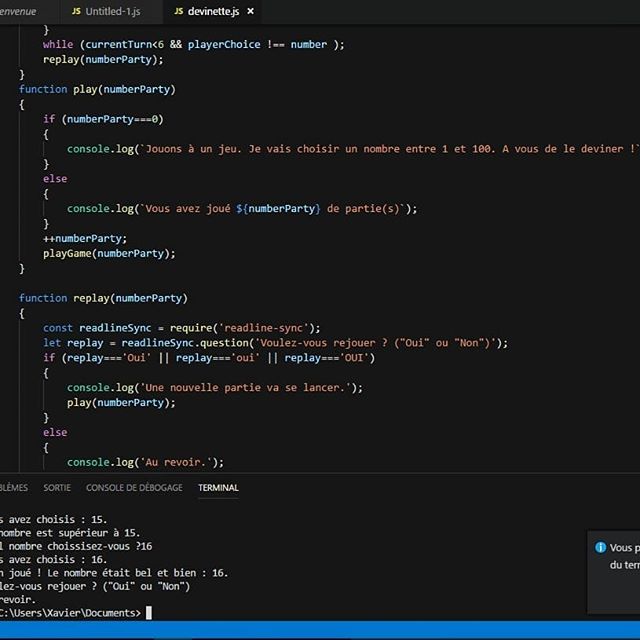 envenue JS Untitled-1.js JS devinette.js ×
}
while (currentTurn<6 && playerChoice !== number );
replay(numberParty);
}
function play(numberParty)
{
if (numberParty===0)
{
console.log(`Jouons à un jeu. Je vais choisir un nombre entre 1 et 100. A vous de le deviner !`
}
else
{
console.log(`Vous avez joué ${numberParty} de partie(s)`);
}
++numberParty;
playGame(numberParty);
}
function replay(numberParty)
{
const readlineSync = require('readline-sync');
let replay = readlineSync.question('Voulez-vous rejouer ? ("Oui" ou "Non")');
if (replay==='Oui' || replay==='oui' || replay==='OUI')
{
console.log('Une nouvelle partie va se lancer.');
play(numberParty);
}
else
{
console.log('Au revoir.');
BLÈMES SORTIE CONSOLE DE DÉBOGAGE TERMINAL
s avez choisis : 15.
nombre est supérieur à 15.
l nombre choissisez-vous ?16
s avez choisis : 16.
n joué ! Le nombre était bel et bien : 16.
lez-vous rejouer ? ("Oui" ou "Non")
revoir.
C:\Users\Xavier\Documents>
Vous p
du ter